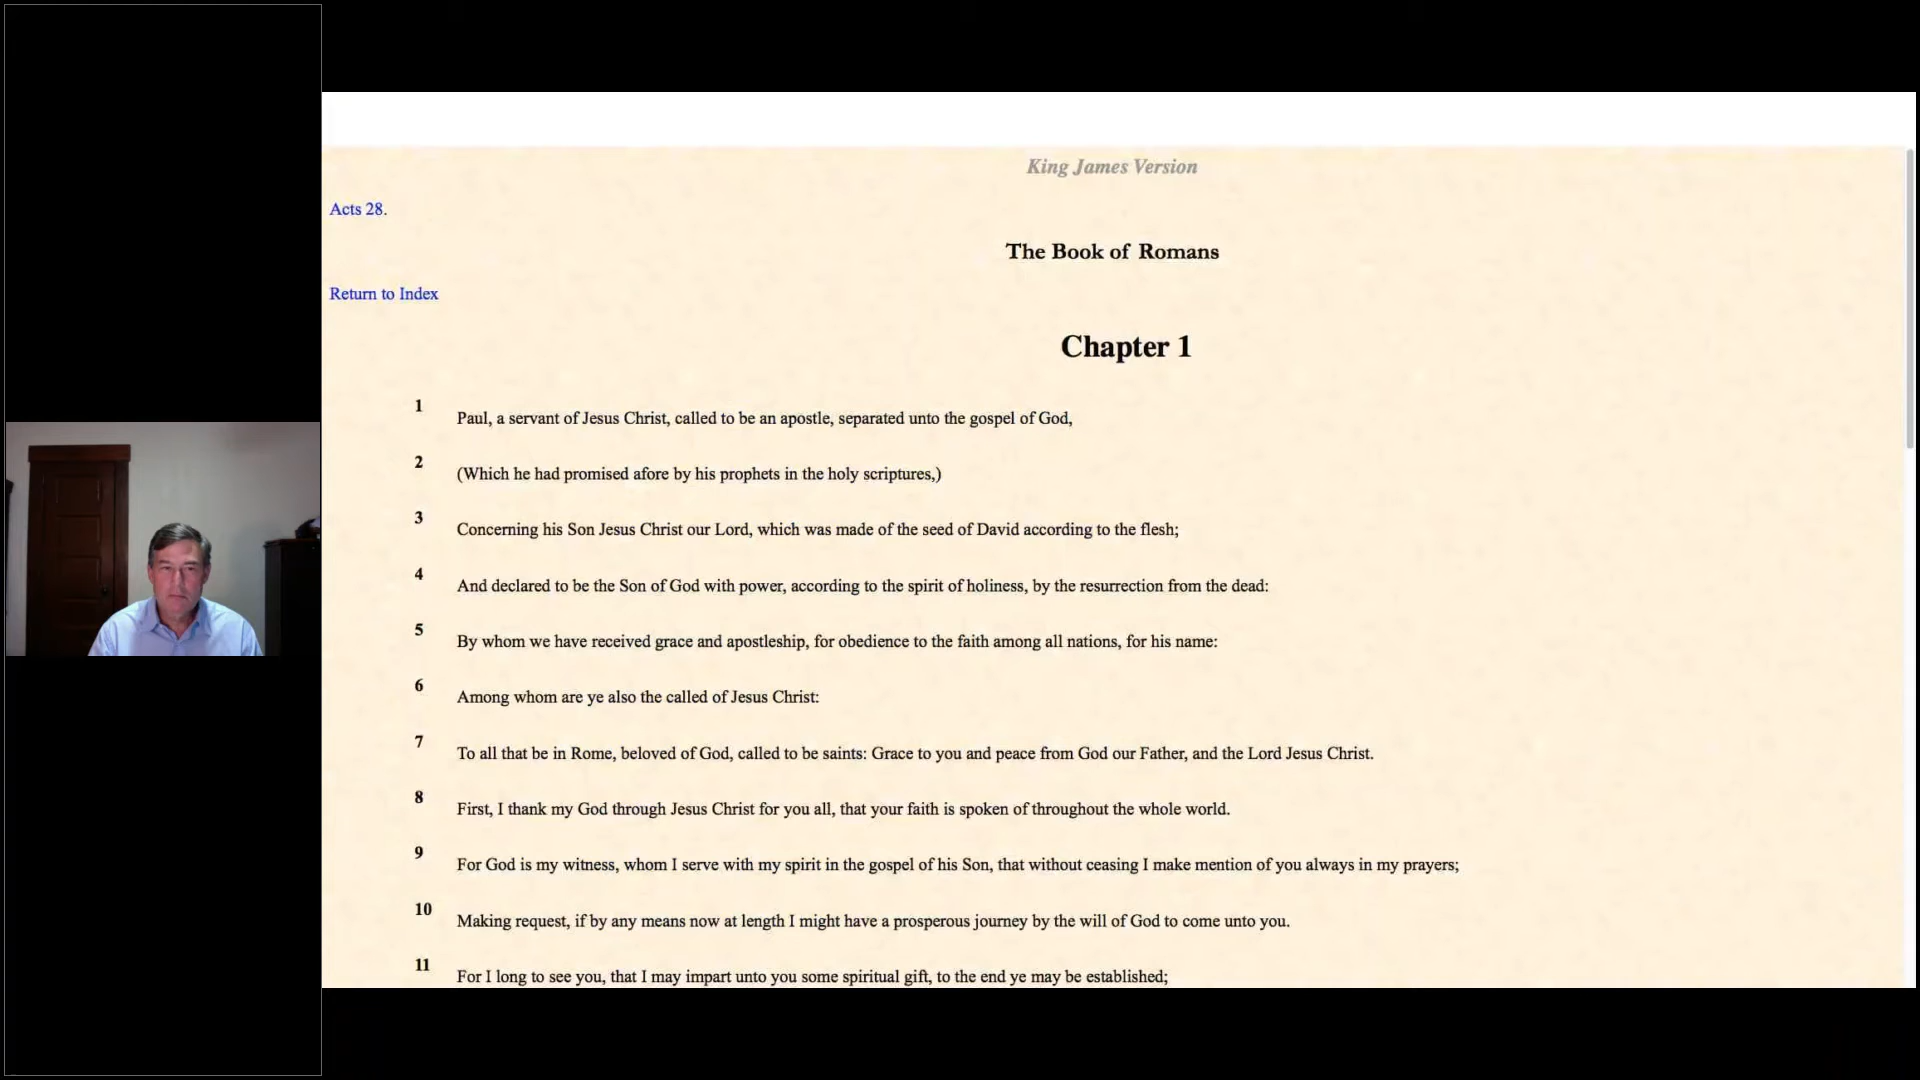 King James Version
Acts 28.
The Book of Romans
Return to Index
Chapter 1
1
Paul, a servant of Jesus Christ, called to be an apostle, separated unto the gospel of God,
2
(Which he had promised afore by his prophets in the holy scriptures,)
3
Concerning his Son Jesus Christ our Lord, which was made of the seed of David according to the flesh;
4
And declared to be the Son of God with power, according to the spirit of holiness, by the resurrection from the dead:
5
By whom we have received grace and apostleship, for obedience to the faith among all nations, for his name:
6
Among whom are ye also the called of Jesus Christ:
7
To all that be in Rome, beloved of God, called to be saints: Grace to you and peace from God our Father, and the Lord Jesus Christ.
8
First, I thank my God through Jesus Christ for you all, that your faith is spoken of throughout the whole world.
9
For God is my witness, whom I serve with my spirit in the gospel of his Son, that without ceasing I make mention of you always in my prayers;
10
Making request, if by any means now at length I might have a prosperous journey by the will of God to come unto you.
11
For I long to see you, that I may impart unto you some spiritual gift, to the end ye may be established;